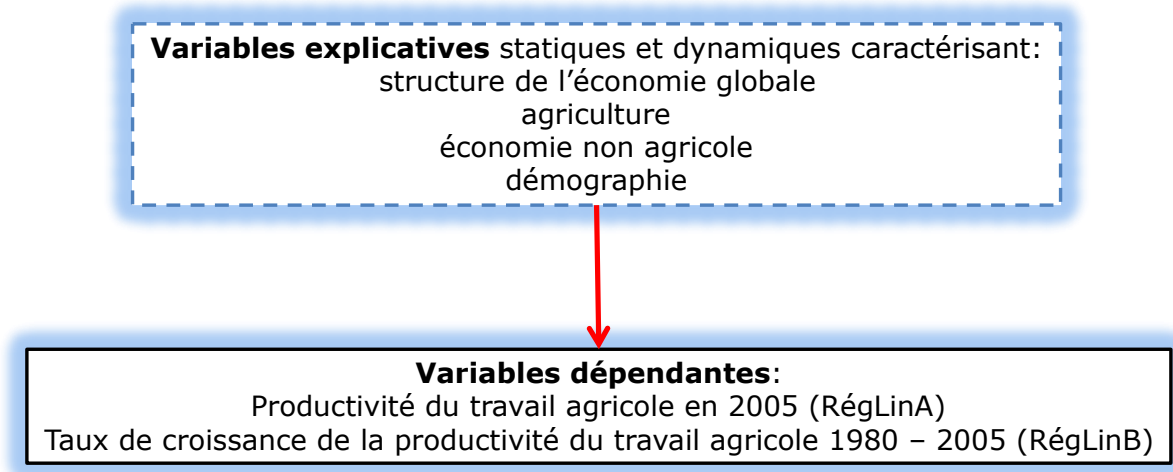 Variables explicatives statiques et dynamiques caractérisant:
structure de l’économie globale
agriculture
économie non agricole
démographie
Variables dépendantes:
Productivité du travail agricole en 2005 (RégLinA)
Taux de croissance de la productivité du travail agricole 1980 – 2005 (RégLinB)